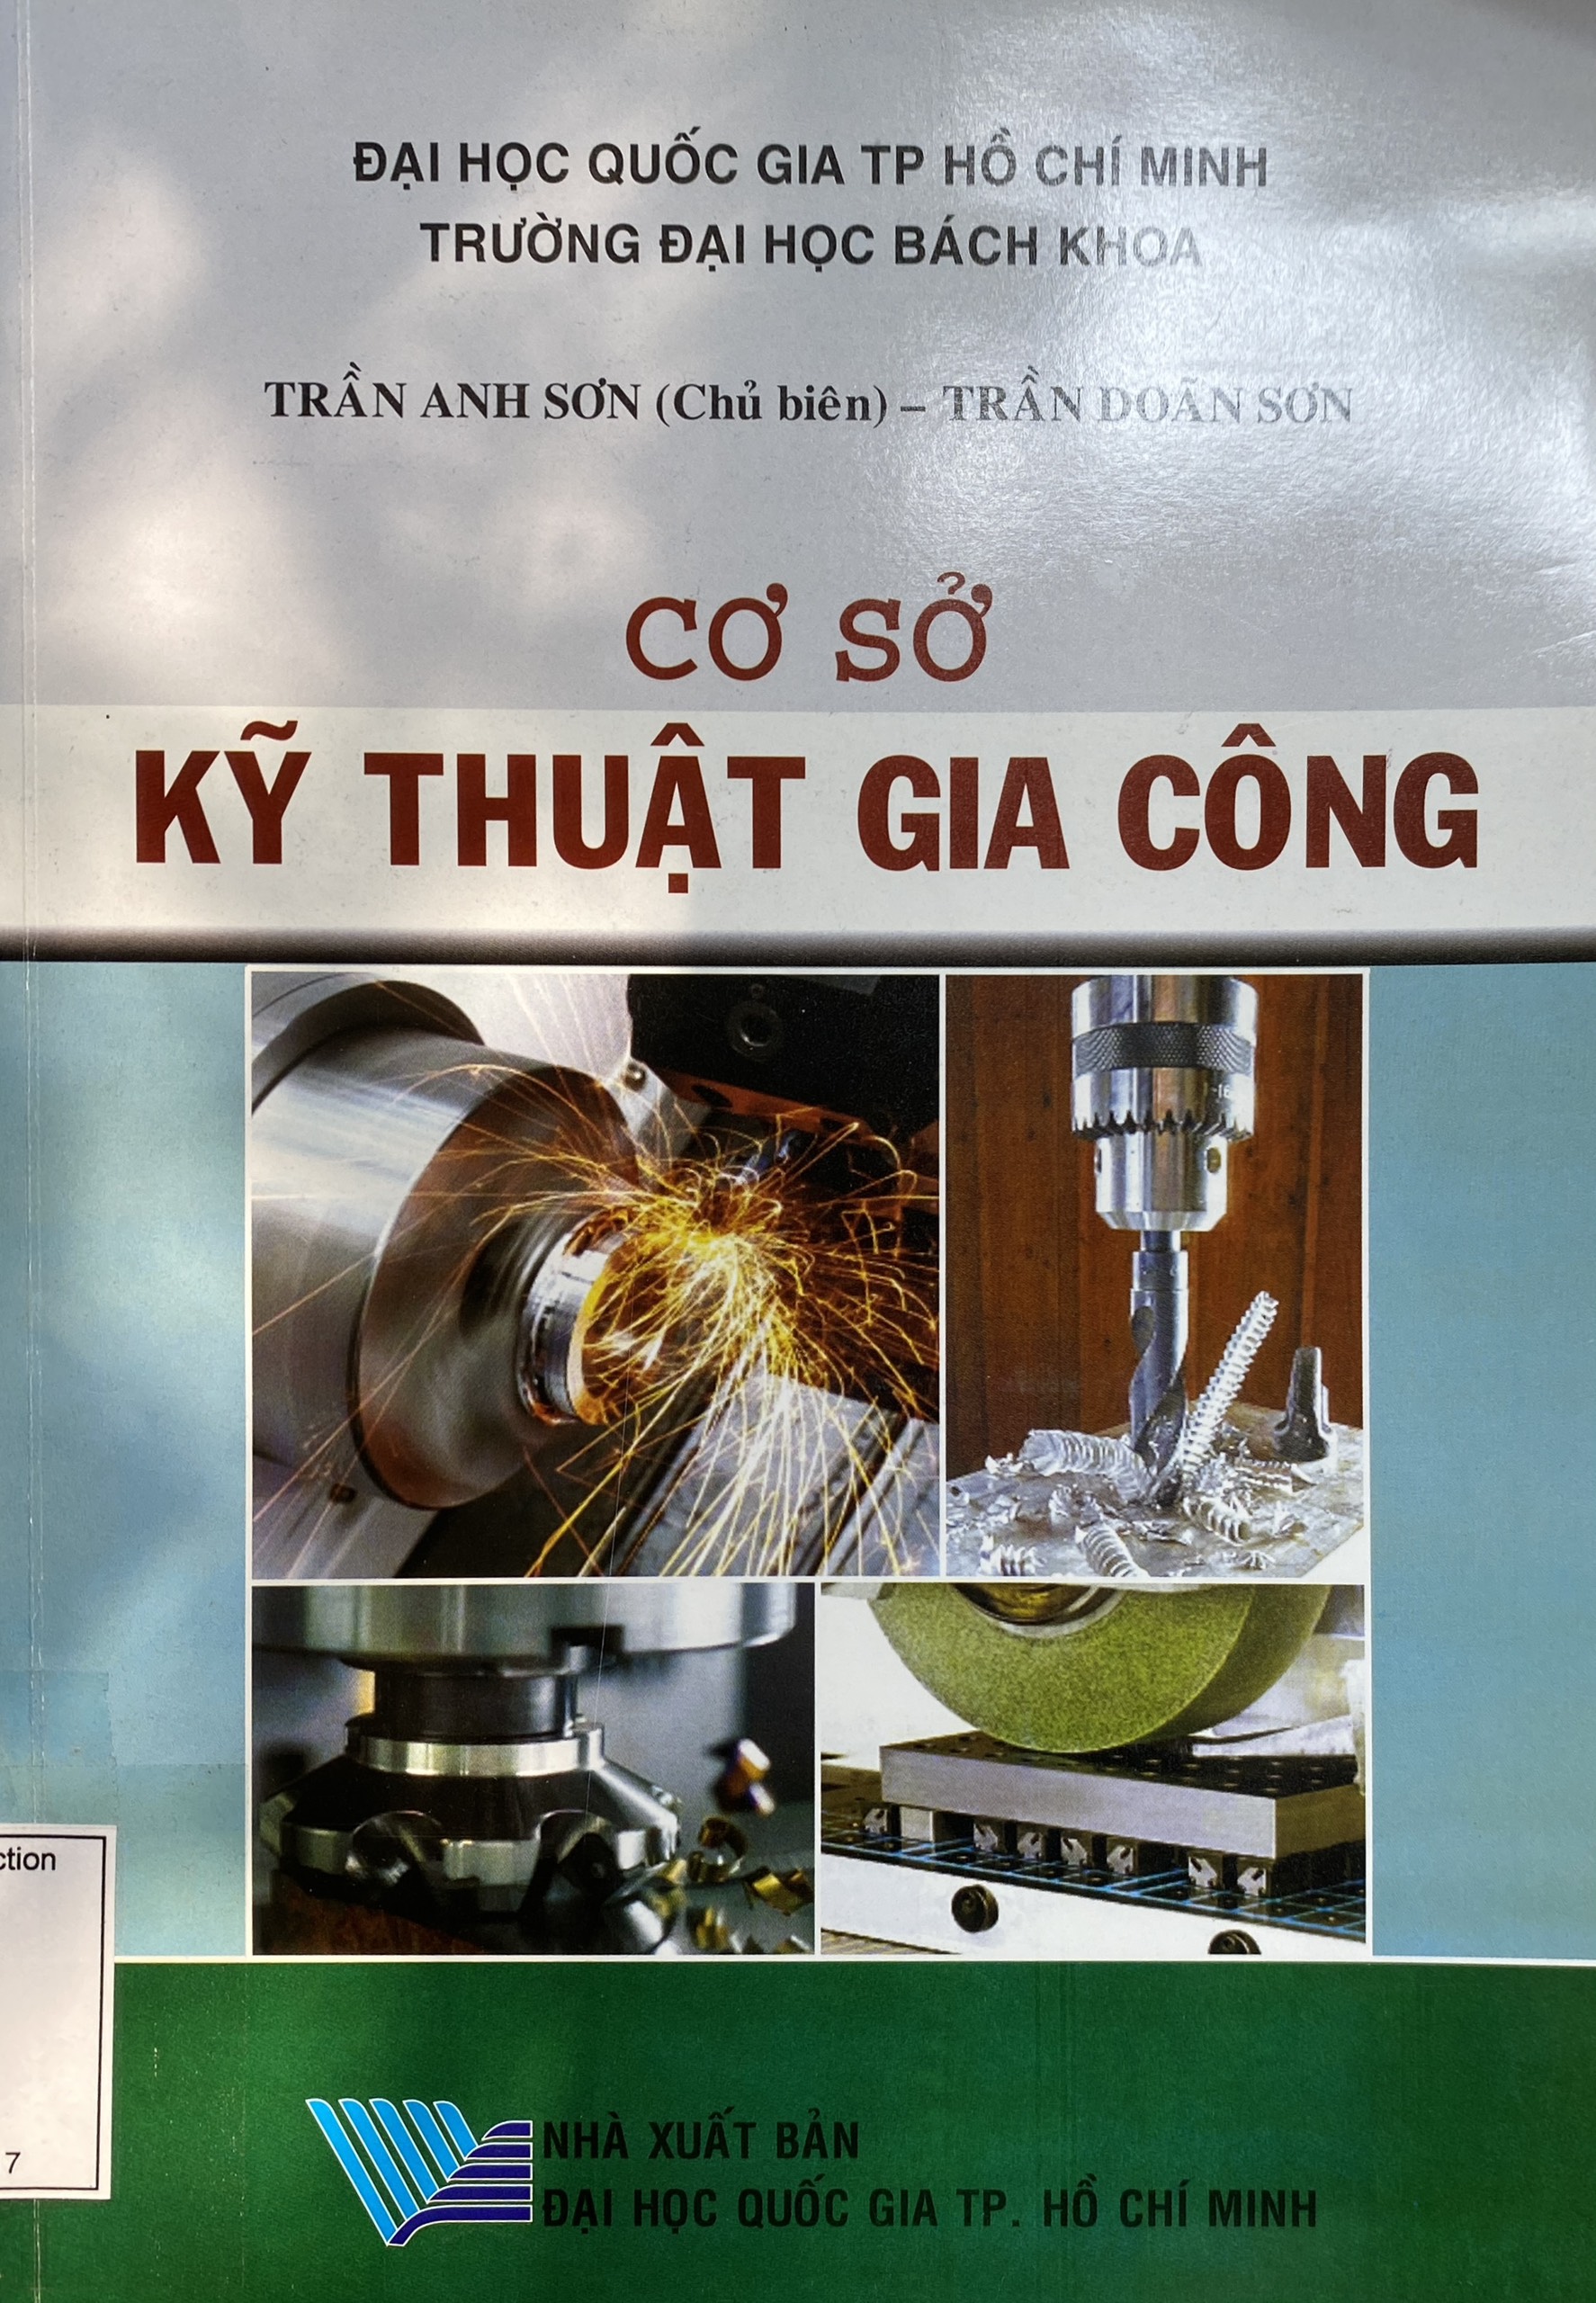 ĐẠI HỌC QUỐC GIA TP HỒ CHÍ MINH
TRƯỜNG ĐẠI HỌC BÁCH KHOA
TRẦN ANH SƠN (Chủ biên) – TRẦN DOÃN SƠN
CƠ SỞ
KỸ THUẬT GIA CÔNG
-16
ction
7
NHÀ XUẤT BẢN
ĐẠI HỌC QUỐC GIA TP. HỒ CHÍ MINH